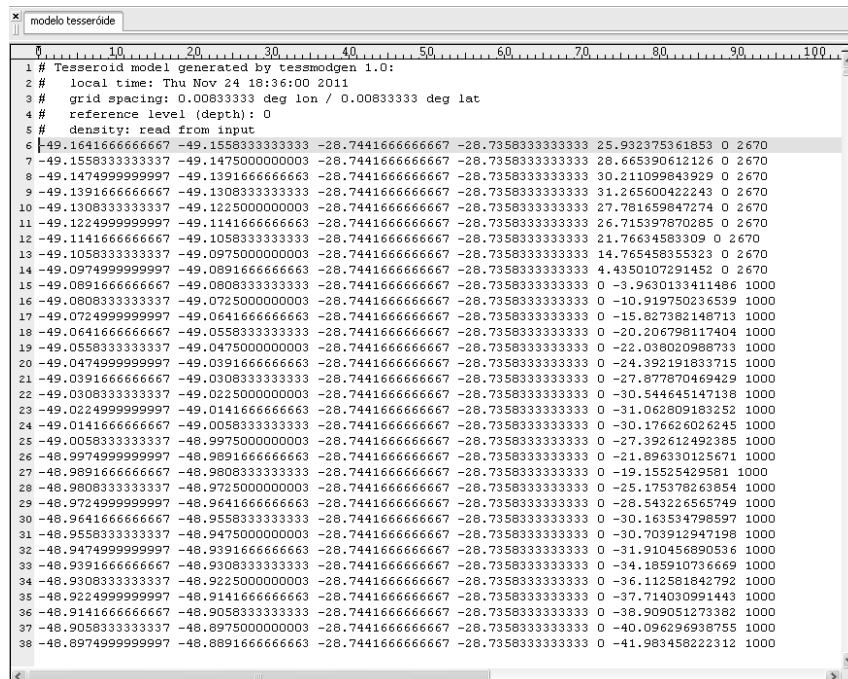 modelo tesseróide
0 10 20 30 40 50 60 70 80 90 100
1 # Tesseroid model generated by tessmodgen 1.0:
2 #   local time: Thu Nov 24 18:36:00 2011
3 #   grid spacing: 0.00833333 deg lon / 0.00833333 deg lat
4 #   reference level (depth): 0
5 #   density: read from input
6 -49.1641666666667 -49.1558333333333 -28.7441666666667 -28.7358333333333 25.932375361853 0 2670
7 -49.1558333333337 -49.1475000000003 -28.7441666666667 -28.7358333333333 28.665390612126 0 2670
8 -49.1474999999997 -49.1391666666663 -28.7441666666667 -28.7358333333333 30.211099843929 0 2670
9 -49.1391666666667 -49.1308333333333 -28.7441666666667 -28.7358333333333 31.265600422243 0 2670
10 -49.1308333333337 -49.1225000000003 -28.7441666666667 -28.7358333333333 27.781659847274 0 2670
11 -49.1224999999997 -49.1141666666663 -28.7441666666667 -28.7358333333333 26.715397870285 0 2670
12 -49.1141666666667 -49.1058333333333 -28.7441666666667 -28.7358333333333 21.76634583309 0 2670
13 -49.1058333333337 -49.0975000000003 -28.7441666666667 -28.7358333333333 14.765458355323 0 2670
14 -49.0974999999997 -49.0891666666663 -28.7441666666667 -28.7358333333333 4.4350107291452 0 2670
15 -49.0891666666667 -49.0808333333333 -28.7441666666667 -28.7358333333333 0 -3.9630133411486 1000
16 -49.0808333333337 -49.0725000000003 -28.7441666666667 -28.7358333333333 0 -10.919750236539 1000
17 -49.0724999999997 -49.0641666666663 -28.7441666666667 -28.7358333333333 0 -15.827382148713 1000
18 -49.0641666666667 -49.0558333333333 -28.7441666666667 -28.7358333333333 0 -20.206798117404 1000
19 -49.0558333333337 -49.0475000000003 -28.7441666666667 -28.7358333333333 0 -22.038020988733 1000
20 -49.0474999999997 -49.0391666666663 -28.7441666666667 -28.7358333333333 0 -24.392191833715 1000
21 -49.0391666666667 -49.0308333333333 -28.7441666666667 -28.7358333333333 0 -27.877870469429 1000
22 -49.0308333333337 -49.0225000000003 -28.7441666666667 -28.7358333333333 0 -30.544645147138 1000
23 -49.0224999999997 -49.0141666666663 -28.7441666666667 -28.7358333333333 0 -31.062809183252 1000
24 -49.0141666666667 -49.0058333333333 -28.7441666666667 -28.7358333333333 0 -30.176626026245 1000
25 -49.0058333333337 -48.9975000000003 -28.7441666666667 -28.7358333333333 0 -27.392612492385 1000
26 -48.9974999999997 -48.9891666666663 -28.7441666666667 -28.7358333333333 0 -21.896330125671 1000
27 -48.9891666666667 -48.9808333333333 -28.7441666666667 -28.7358333333333 0 -19.15525429581 1000
28 -48.9808333333337 -48.9725000000003 -28.7441666666667 -28.7358333333333 0 -25.175378263854 1000
29 -48.9724999999997 -48.9641666666663 -28.7441666666667 -28.7358333333333 0 -28.543226565749 1000
30 -48.9641666666667 -48.9558333333333 -28.7441666666667 -28.7358333333333 0 -30.163534798597 1000
31 -48.9558333333337 -48.9475000000003 -28.7441666666667 -28.7358333333333 0 -30.703912947198 1000
32 -48.9474999999997 -48.9391666666663 -28.7441666666667 -28.7358333333333 0 -31.910456890536 1000
33 -48.9391666666667 -48.9308333333333 -28.7441666666667 -28.7358333333333 0 -34.185910736669 1000
34 -48.9308333333337 -48.9225000000003 -28.7441666666667 -28.7358333333333 0 -36.112581842792 1000
35 -48.9224999999997 -48.9141666666663 -28.7441666666667 -28.7358333333333 0 -37.714030991443 1000
36 -48.9141666666667 -48.9058333333333 -28.7441666666667 -28.7358333333333 0 -38.909051273382 1000
37 -48.9058333333337 -48.8975000000003 -28.7441666666667 -28.7358333333333 0 -40.096296938755 1000
38 -48.8974999999997 -48.8891666666663 -28.7441666666667 -28.7358333333333 0 -41.983458222312 1000